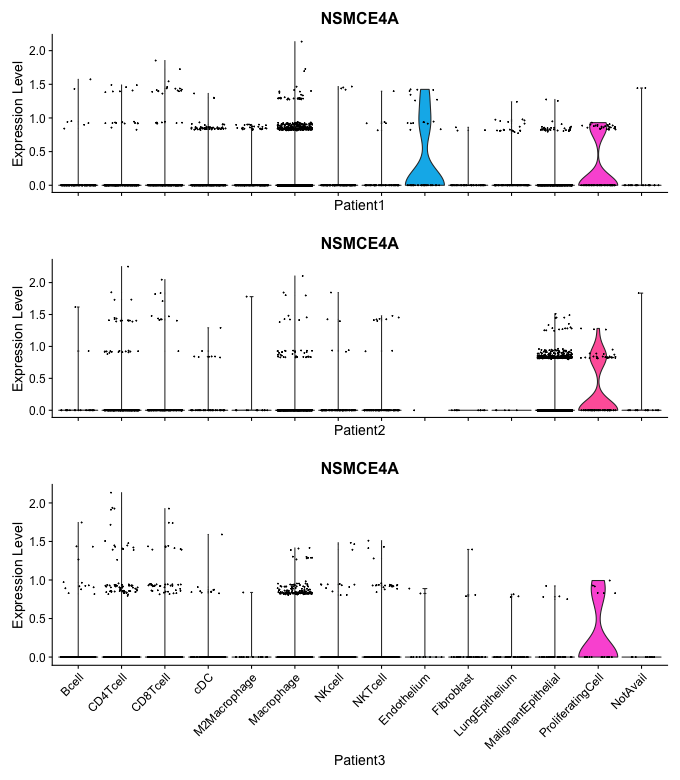 NSMCE4A
Expression Level
2.0
1.5
1.0
0.5
0.0
Patient1
NSMCE4A
Expression Level
2.0
1.5
1.0
0.5
0.0
Patient2
NSMCE4A
Expression Level
2.0
1.5
1.0
0.5
0.0
Bcell
CD4Tcell
CD8Tcell
cDC
M2Macrophage
Macrophage
NKcell
NKTcell
Endothelium
Fibroblast
LungEpithelium
MalignantEpithelial
ProliferatingCell
NotAvail
Patient3